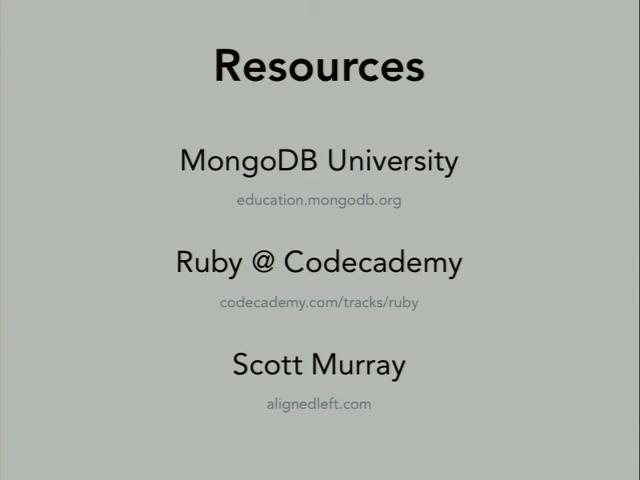 Resources
MongoDB University
education.mongodb.org
Ruby @ Codecademy
codecademy.com/tracks/ruby
Scott Murray
alignedleft.com